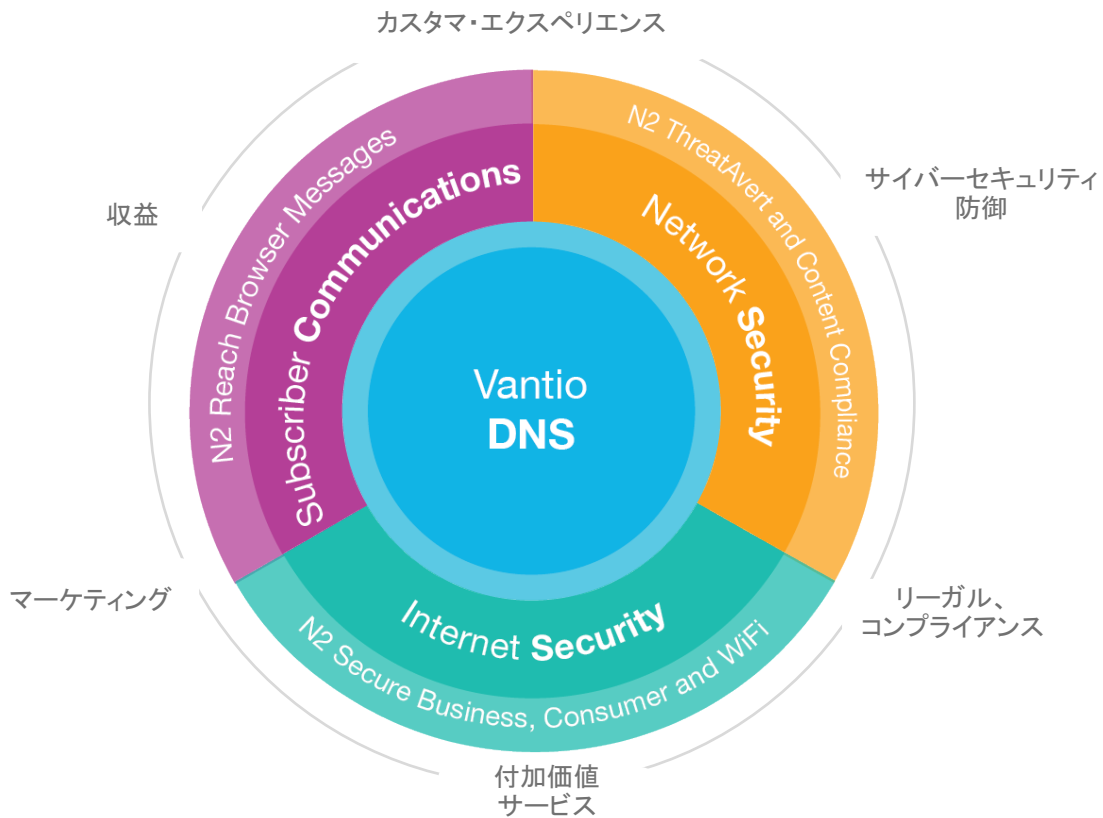 カスタマ・エクスペリエンス
サイバーセキュリティ
防御
リーガル、
コンプライアンス
付加価値
サービス
マーケティング
収益
N2 Reach Browser Messages
Subscriber Communications
N2 ThreatAvert and Content Compliance
Network Security
Vantio
DNS
Internet Security
N2 Secure Business, Consumer and WiFi